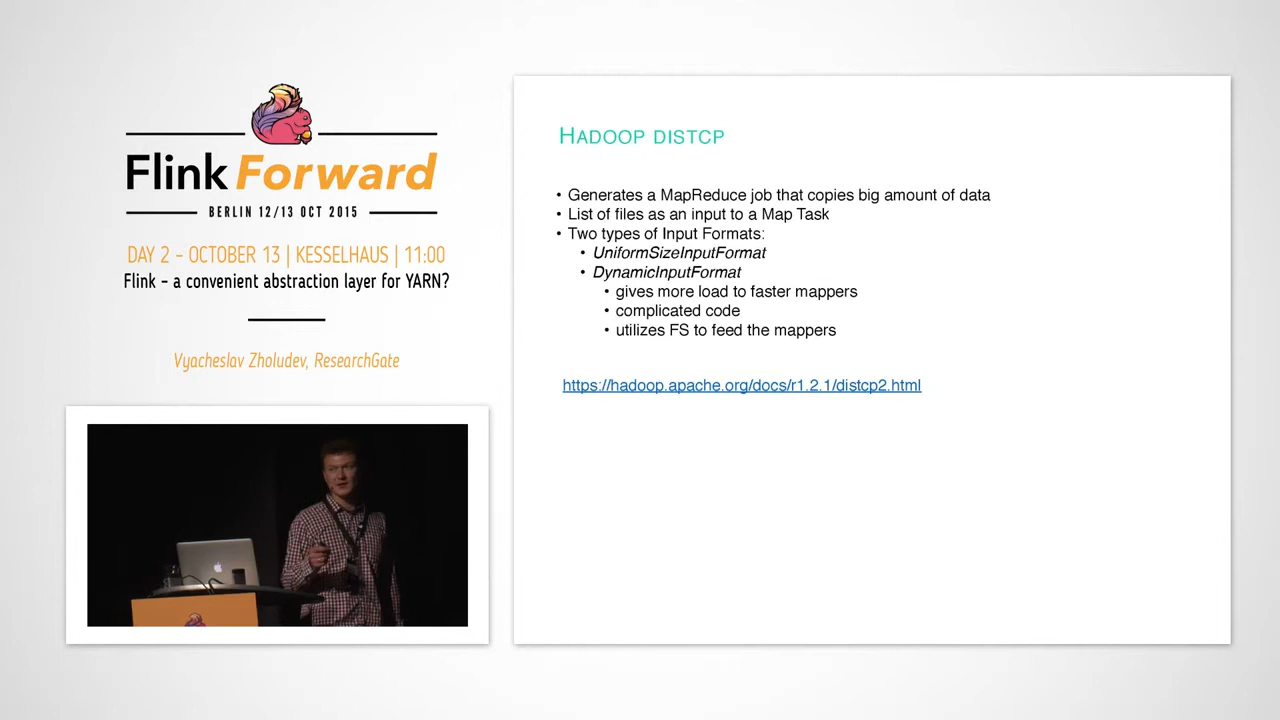 Flink Forward
BERLIN 12/13 OCT 2015
DAY 2 - OCTOBER 13 | KESSELHAUS | 11:00
Flink - a convenient abstraction layer for YARN?
Vyacheslav Zholudev, ResearchGate
HADOOP DISTCP
• Generates a MapReduce job that copies big amount of data
• List of files as an input to a Map Task
• Two types of Input Formats:
• UniformSizeInputFormat
• DynamicInputFormat
• gives more load to faster mappers
• complicated code
• utilizes FS to feed the mappers
https://hadoop.apache.org/docs/r1.2.1/distcp2.html